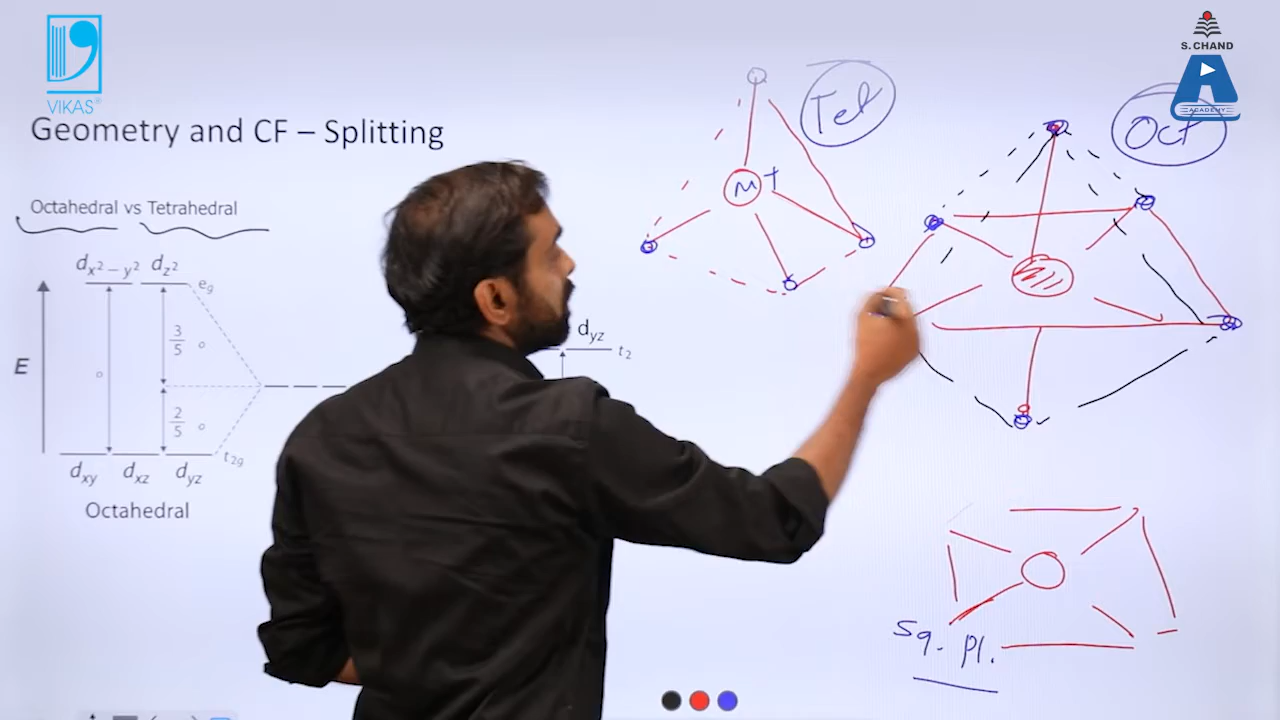 VIKAS®
S. CHAND
ACADEMY
Geometry and CF – Splitting
Octahedral vs Tetrahedral
dx² – y² dz²
eg
3/5 o
E
o
2/5 o
t2g
dxy dxz dyz
Octahedral
dyz
t2
Tet
M+
Oct
Sq. Pl.